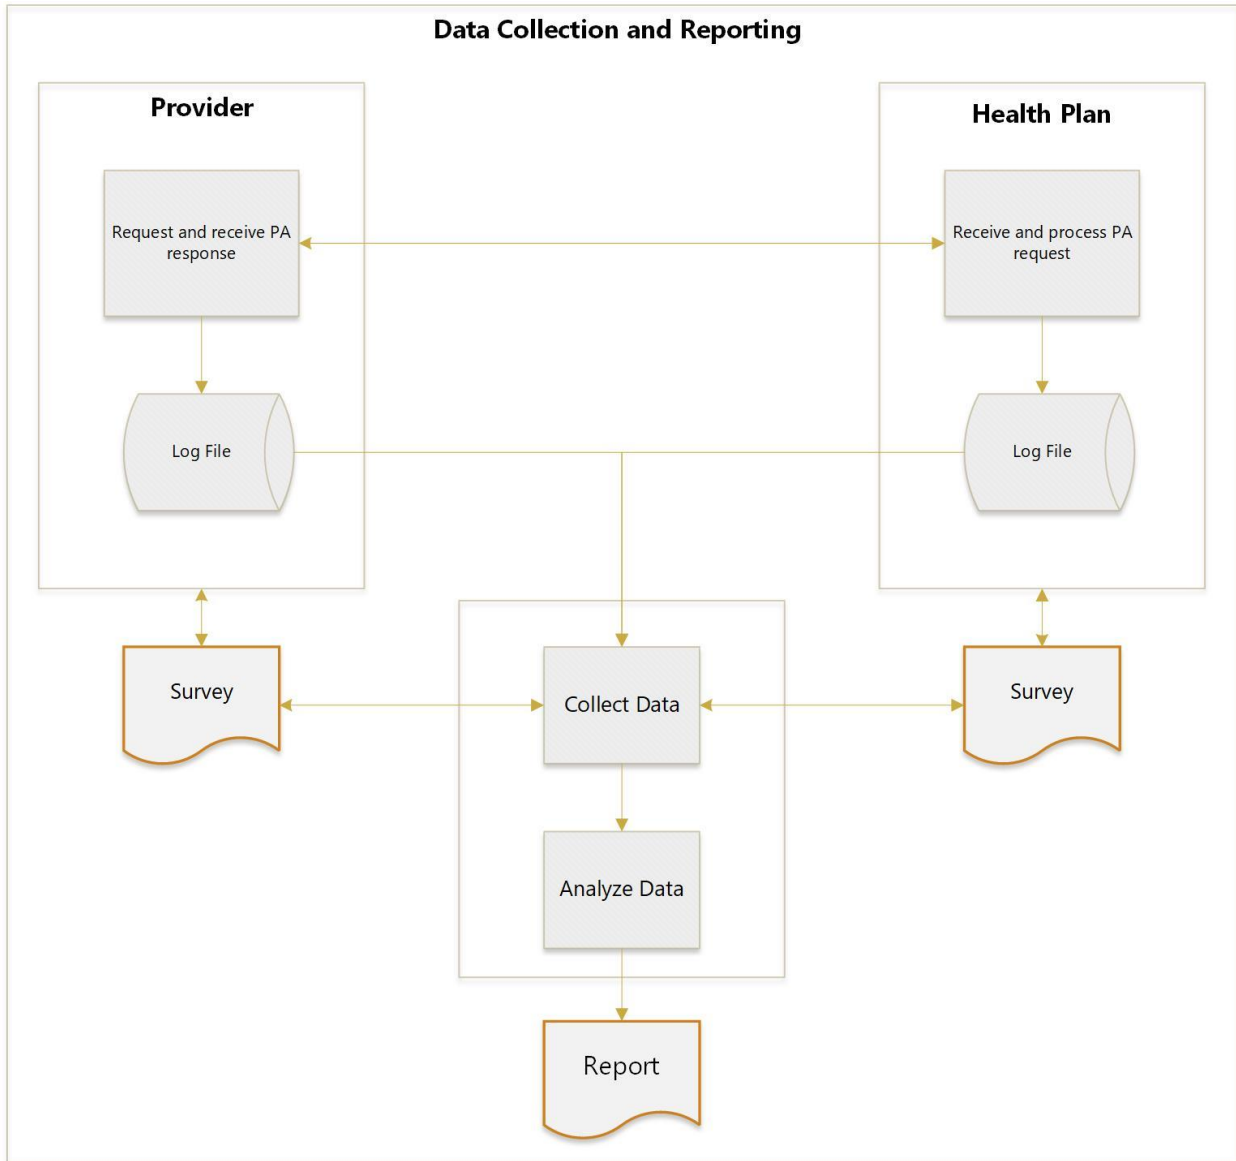 Data Collection and Reporting
Provider
Health Plan
Request and receive PA
response
Receive and process PA
request
Log File
Log File
Survey
Collect Data
Survey
Analyze Data
Report